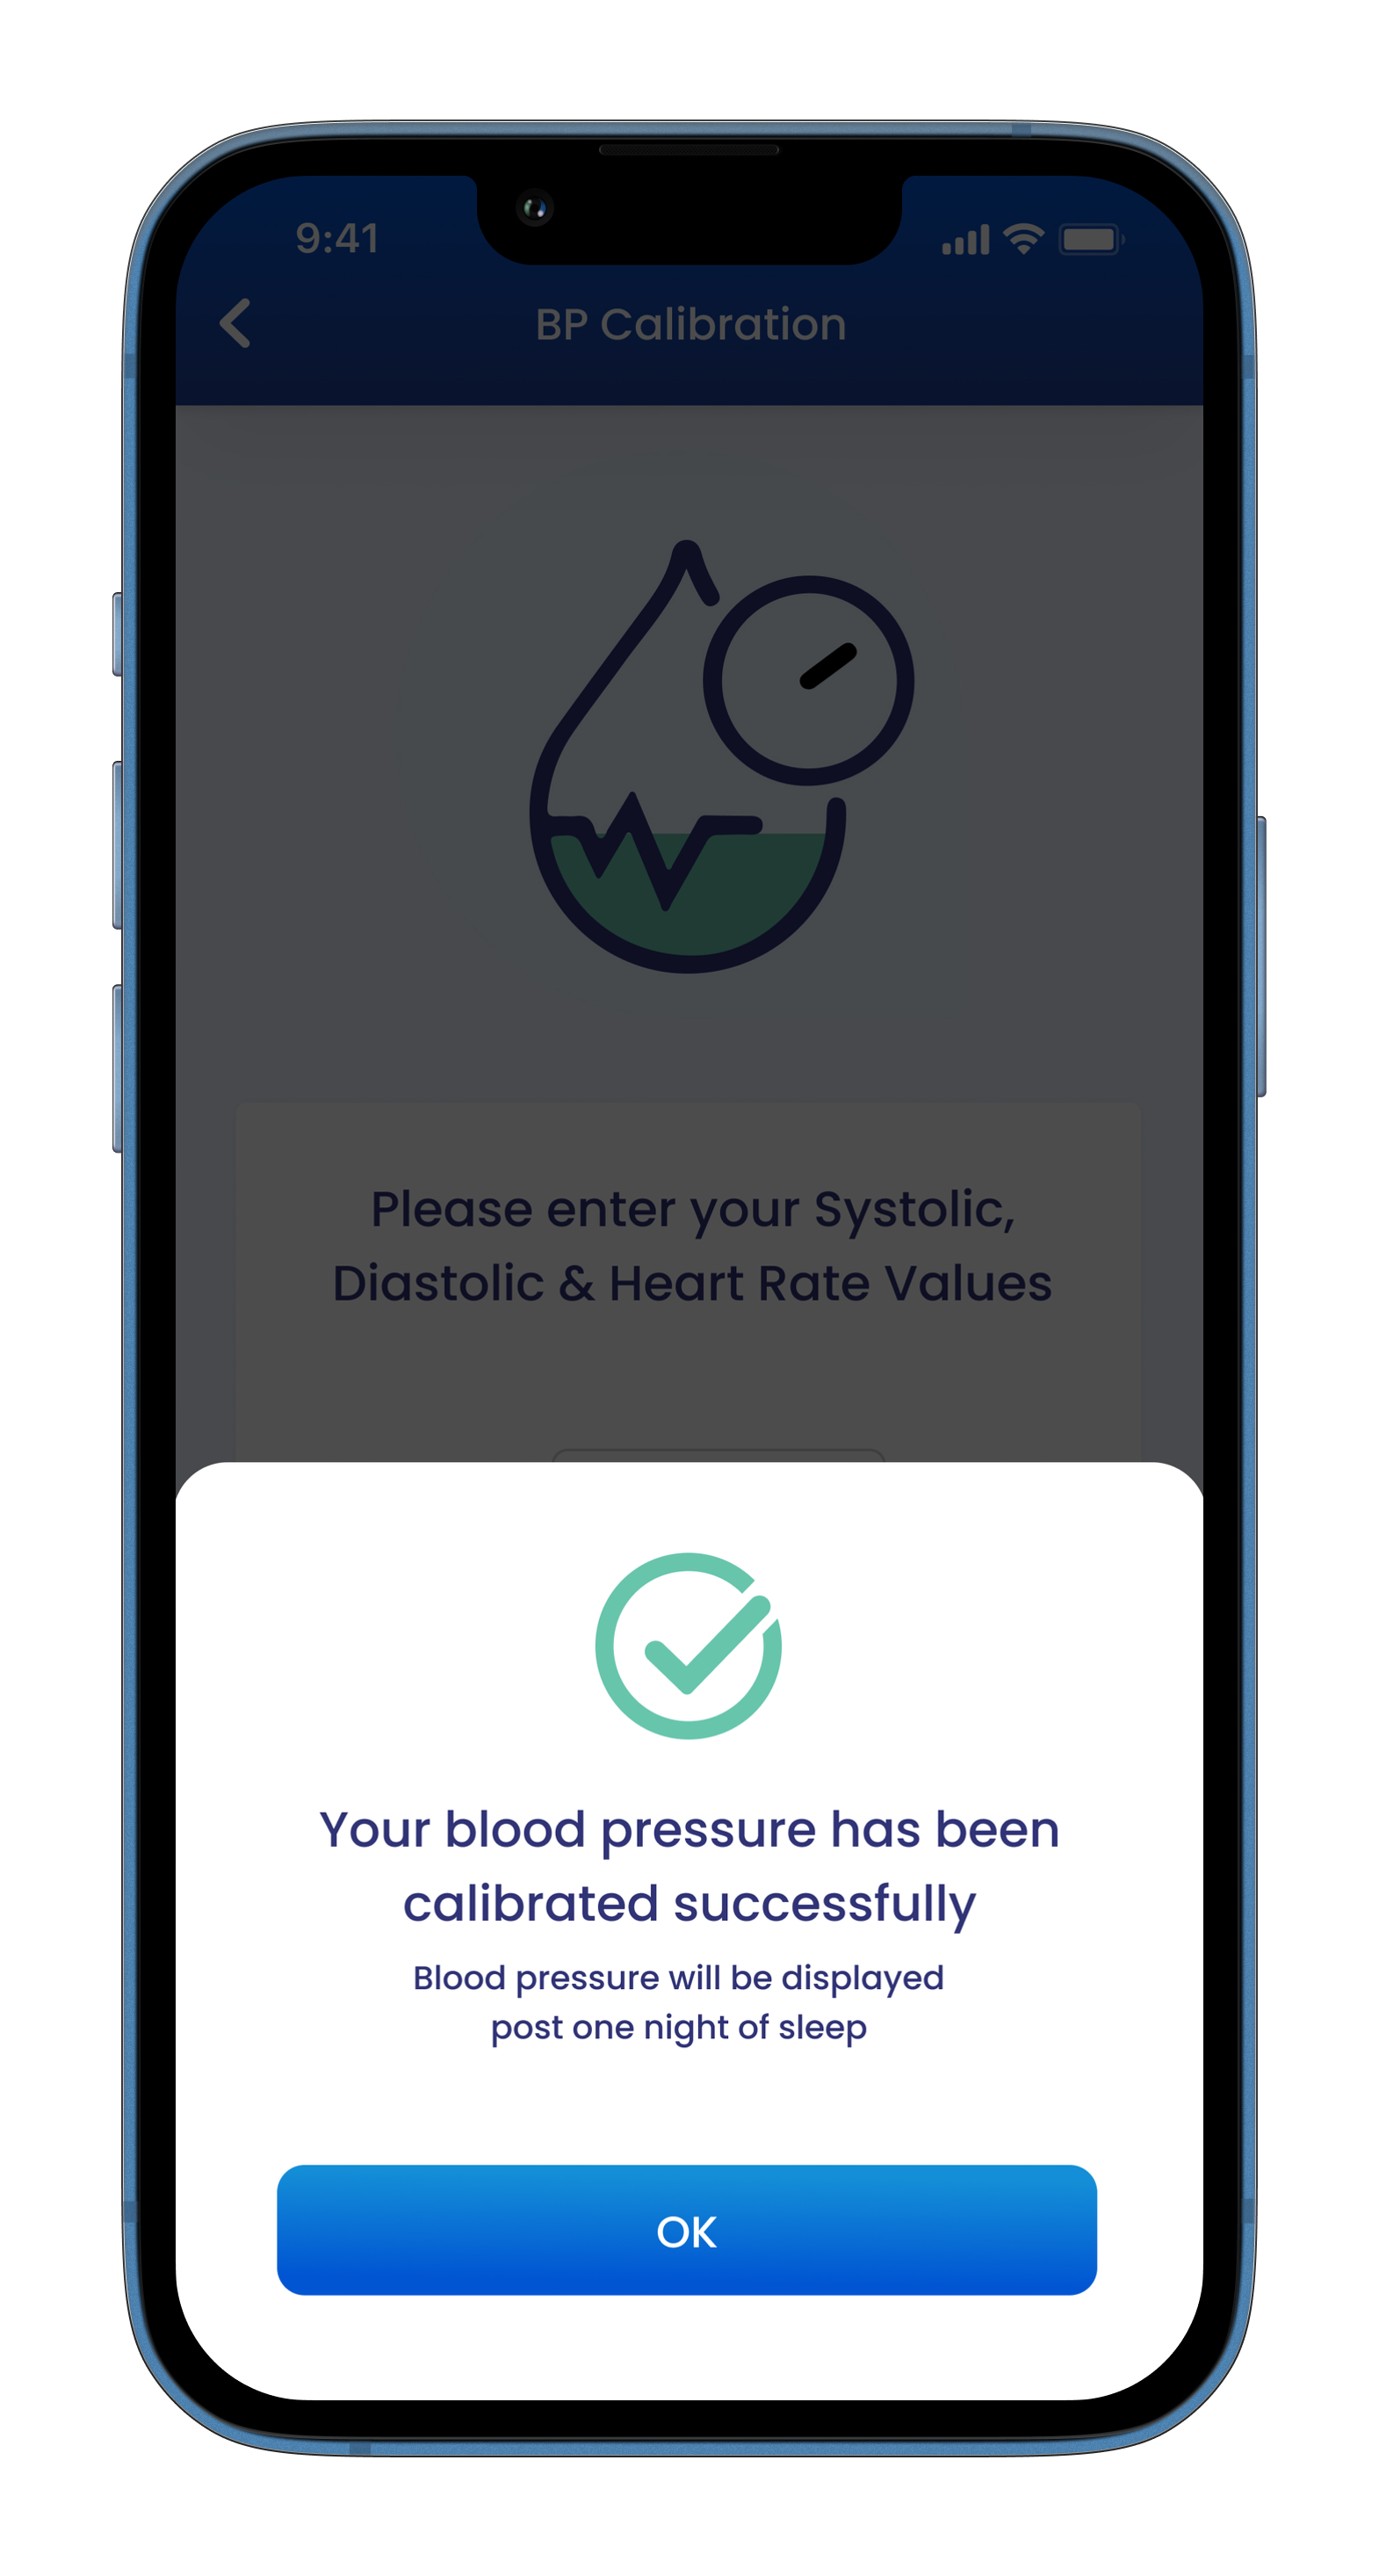 9:41
BP Calibration
Please enter your Systolic,
Diastolic & Heart Rate Values
Your blood pressure has been
calibrated successfully
Blood pressure will be displayed
post one night of sleep
OK